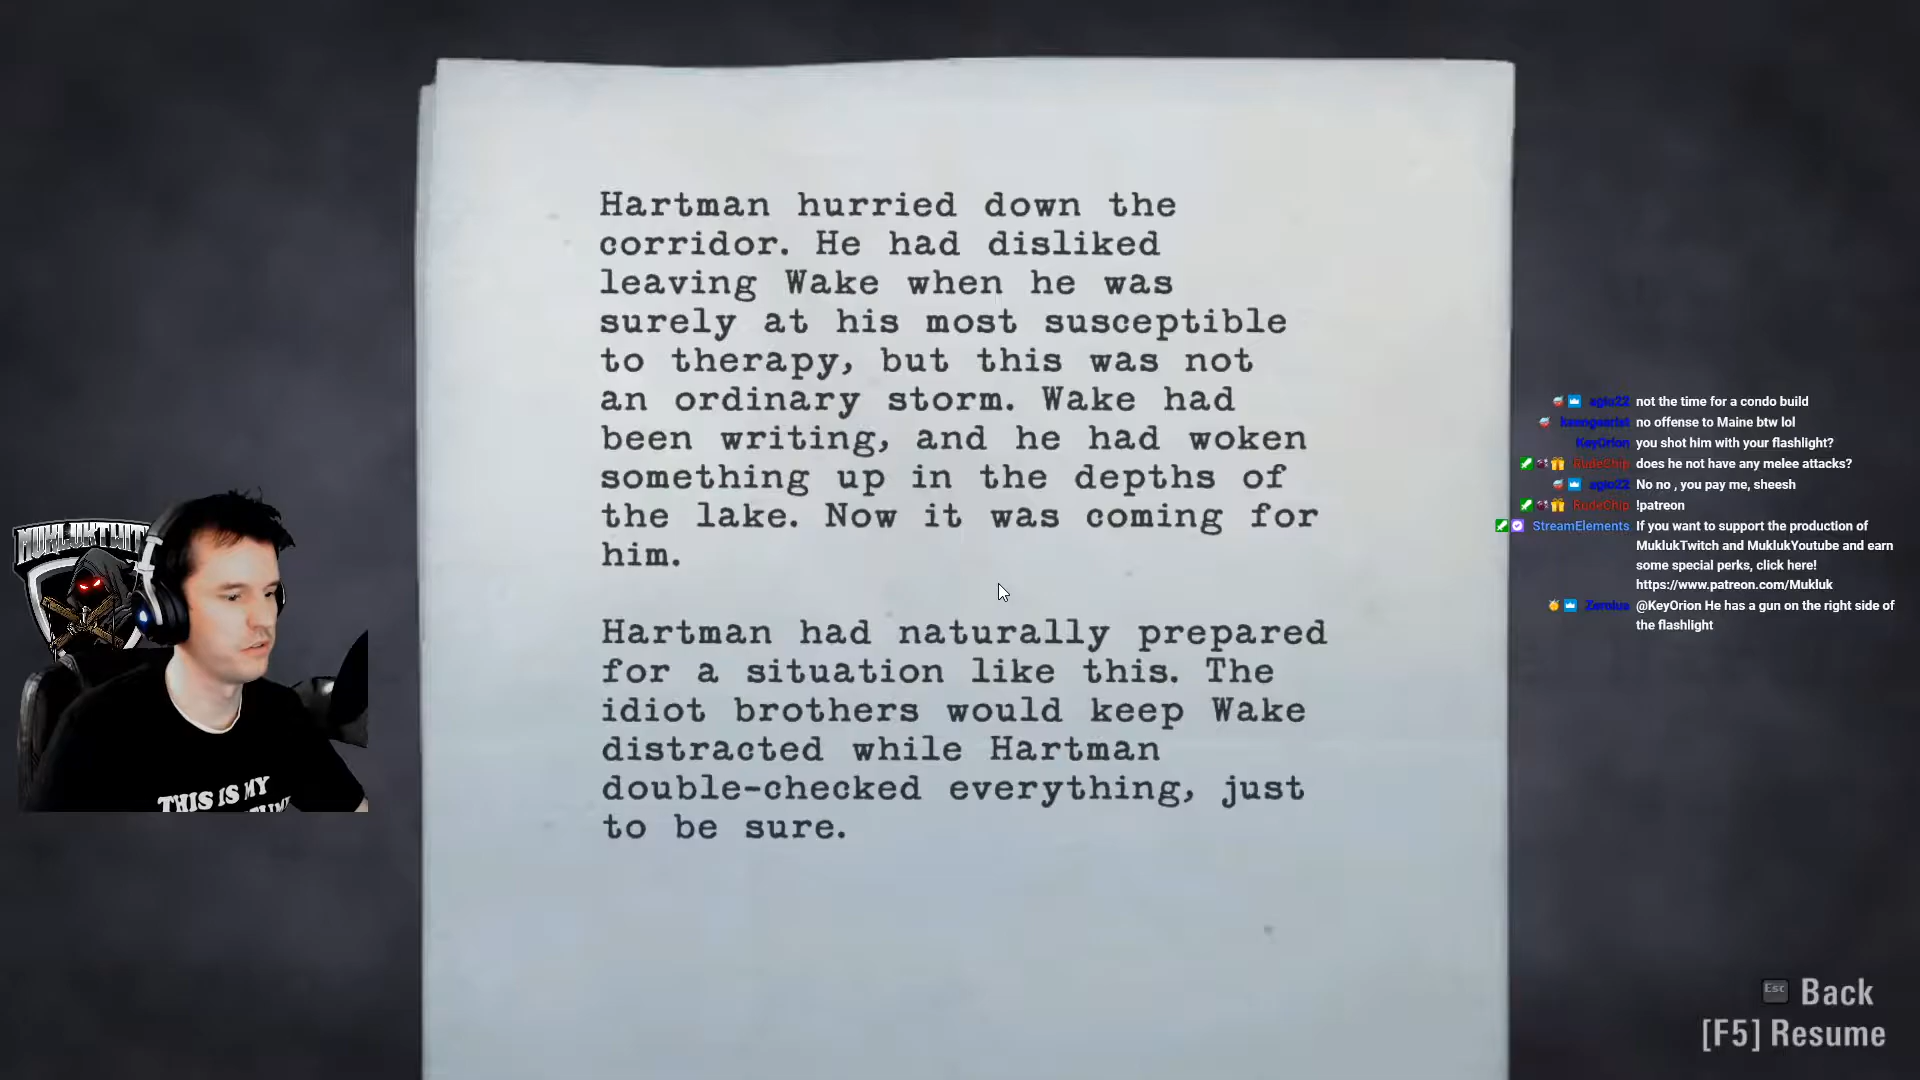 Hartman hurried down the
corridor. He had disliked
leaving Wake when he was
surely at his most susceptible
to therapy, but this was not
an ordinary storm. Wake had
been writing, and he had woken
something up in the depths of
the lake. Now it was coming for
him.
Hartman had naturally prepared
for a situation like this. The
idiot brothers would keep Wake
distracted while Hartman
double-checked everything, just
to be sure.
MUKLUKTWIT
THIS IS MY
agio22 not the time for a condo build
no offense to Maine btw lol
KeyOrion you shot him with your flashlight?
RudeChip does he not have any melee attacks?
agio22 No no , you pay me, sheesh
RudeChip !patreon
StreamElements If you want to support the production of
MuklukTwitch and MuklukYoutube and earn
some special perks, click here!
https://www.patreon.com/Mukluk
@KeyOrion He has a gun on the right side of
the flashlight
Esc Back
[F5] Resume